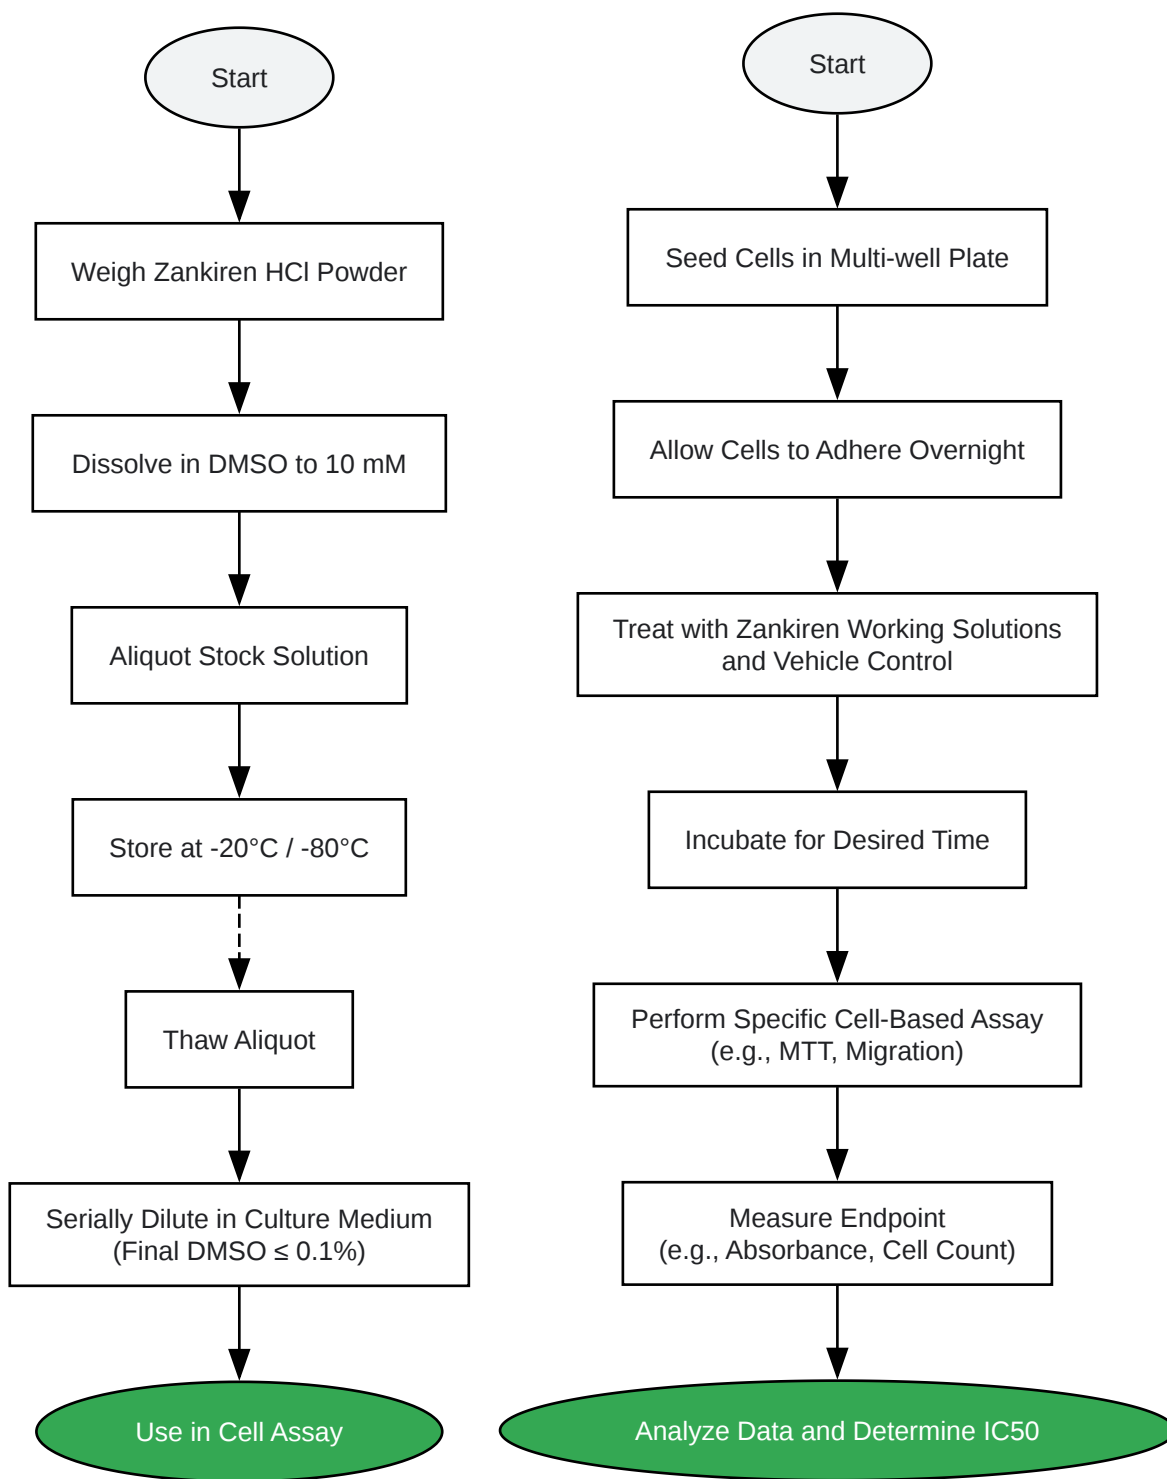 Start
Weigh Zankiren HCl Powder
Dissolve in DMSO to 10 mM
Aliquot Stock Solution
Store at -20°C / -80°C
Thaw Aliquot
Serially Dilute in Culture Medium
(Final DMSO ≤ 0.1%)
Use in Cell Assay
Start
Seed Cells in Multi-well Plate
Allow Cells to Adhere Overnight
Treat with Zankiren Working Solutions
and Vehicle Control
Incubate for Desired Time
Perform Specific Cell-Based Assay
(e.g., MTT, Migration)
Measure Endpoint
(e.g., Absorbance, Cell Count)
Analyze Data and Determine IC50